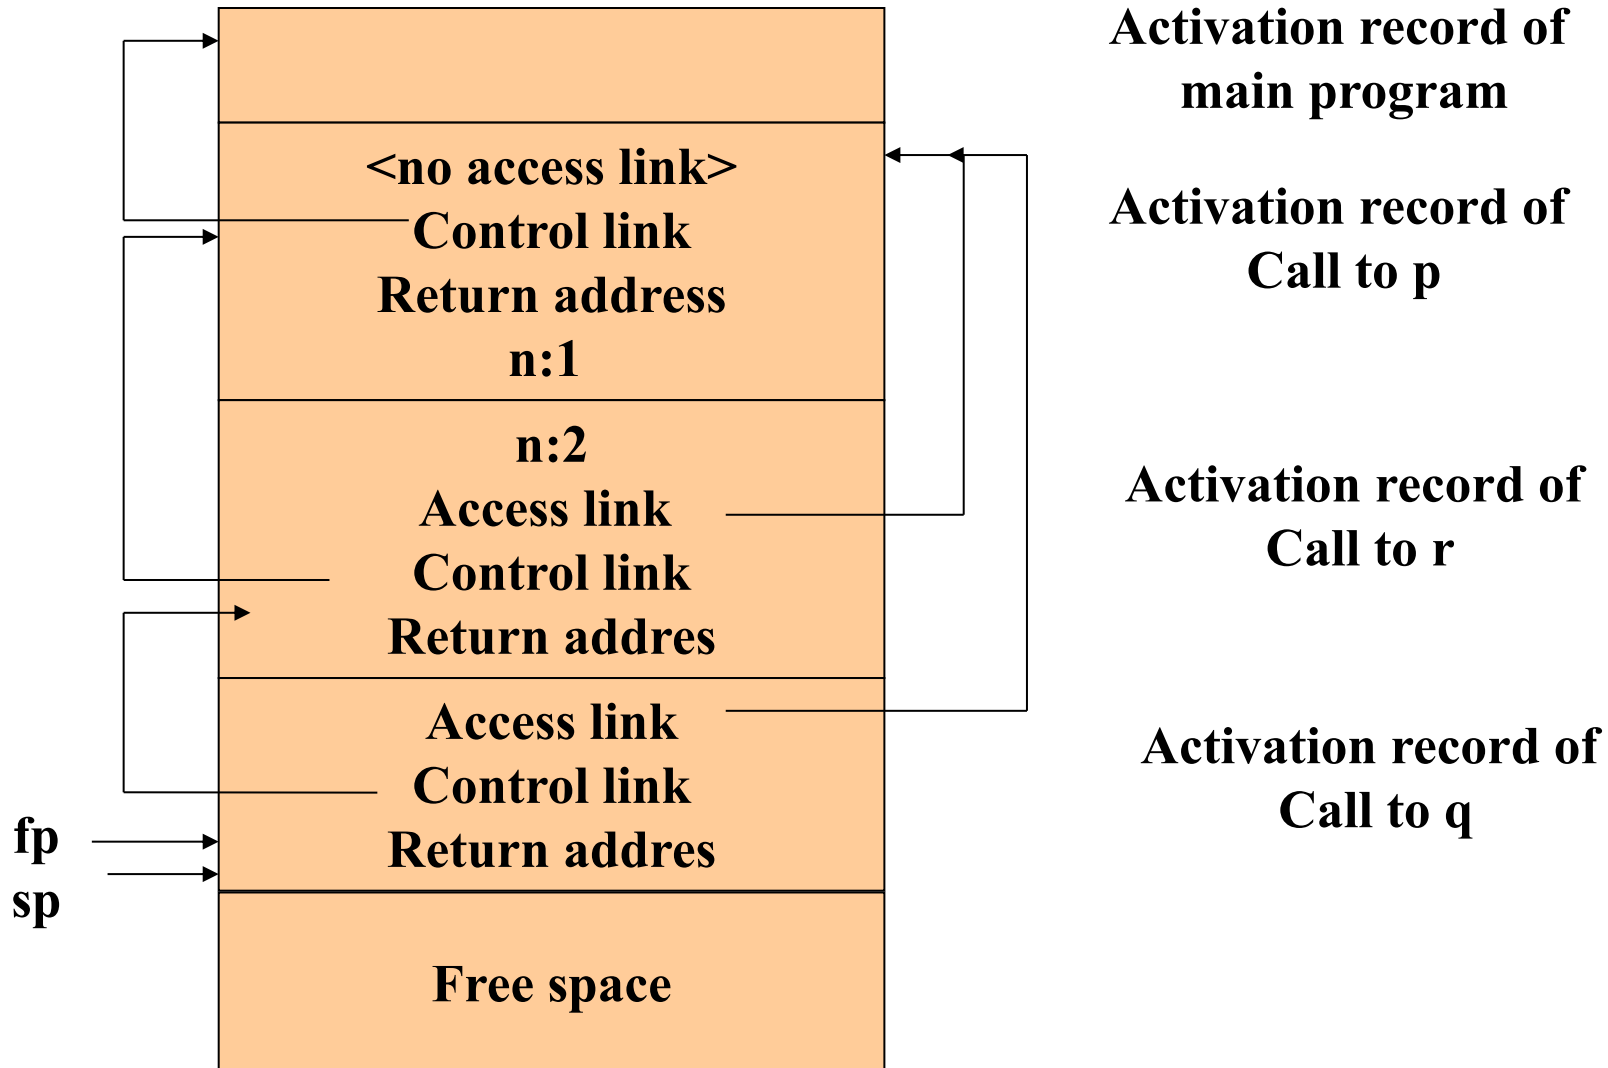 Activation record of
main program
<no access link>
Control link
Return address
n:1
Activation record of
Call to p
n:2
Access link
Control link
Return addres
Activation record of
Call to r
Access link
Control link
Return addres
Activation record of
Call to q
fp
sp
Free space